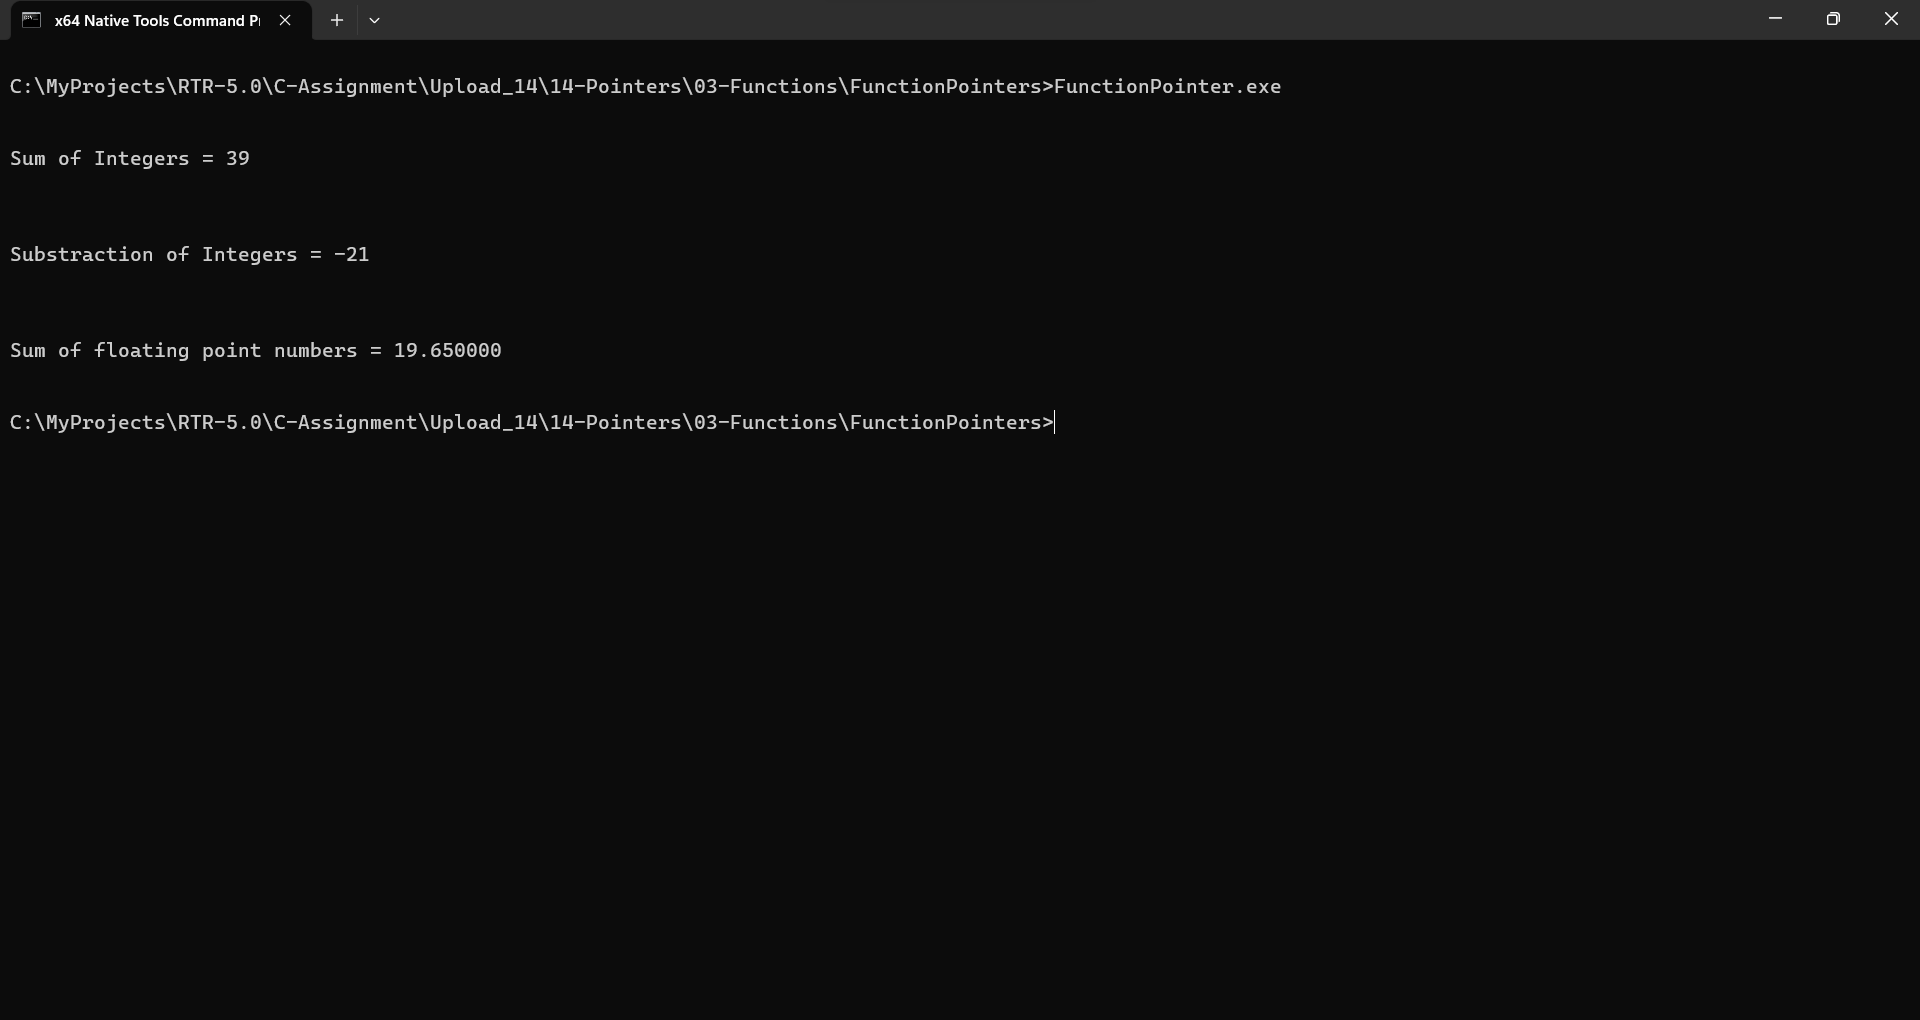 x64 Native Tools Command P
C:\MyProjects\RTR-5.0\C-Assignment\Upload_14\14-Pointers\03-Functions\FunctionPointers>FunctionPointer.exe
Sum of Integers = 39
Substraction of Integers = -21
Sum of floating point numbers = 19.650000
C:\MyProjects\RTR-5.0\C-Assignment\Upload_14\14-Pointers\03-Functions\FunctionPointers>